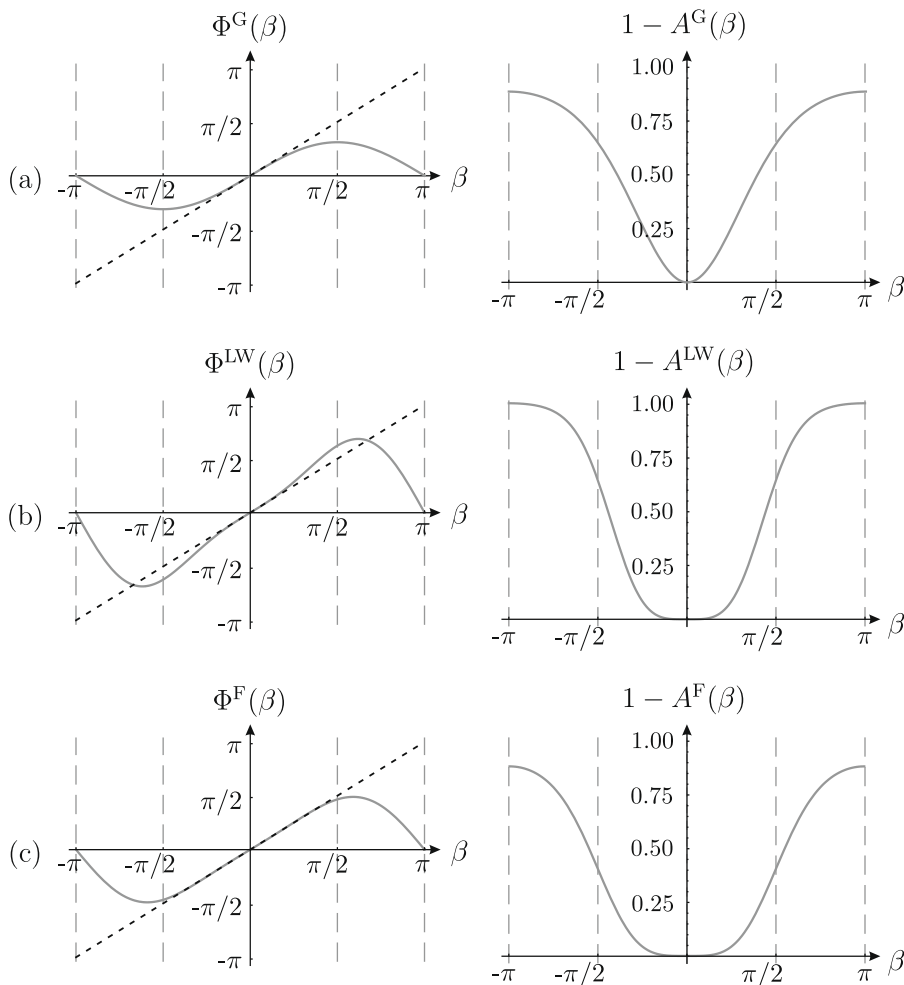 Φ^G(β)
1 − A^G(β)
π
π/2
-π/2
-π
-π
-π/2
π/2
π
β
1.00
0.75
0.50
0.25
-π
-π/2
π/2
π
β
(a)
Φ^LW(β)
1 − A^LW(β)
π
π/2
-π/2
-π
-π
-π/2
π/2
π
β
1.00
0.75
0.50
0.25
-π
-π/2
π/2
π
β
(b)
Φ^F(β)
1 − A^F(β)
π
π/2
-π/2
-π
-π
-π/2
π/2
π
β
1.00
0.75
0.50
0.25
-π
-π/2
π/2
π
β
(c)